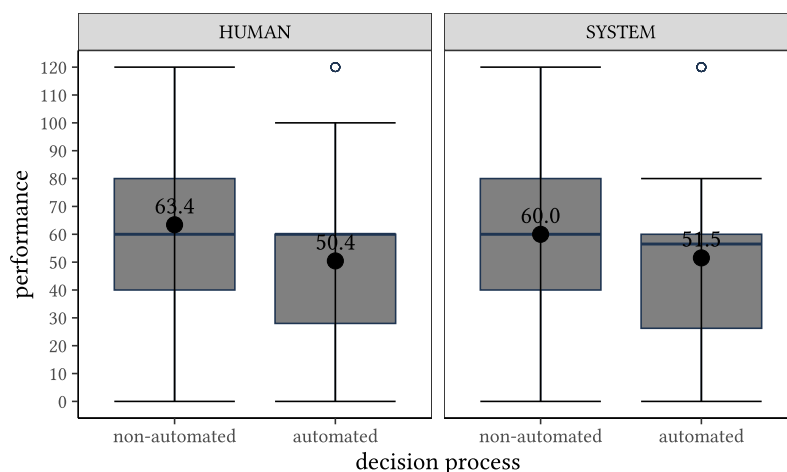 HUMAN
SYSTEM
120
110
100
90
80
70
60
50
40
30
20
10
0
performance
63.4
50.4
60.0
51.5
non-automated
automated
non-automated
automated
decision process